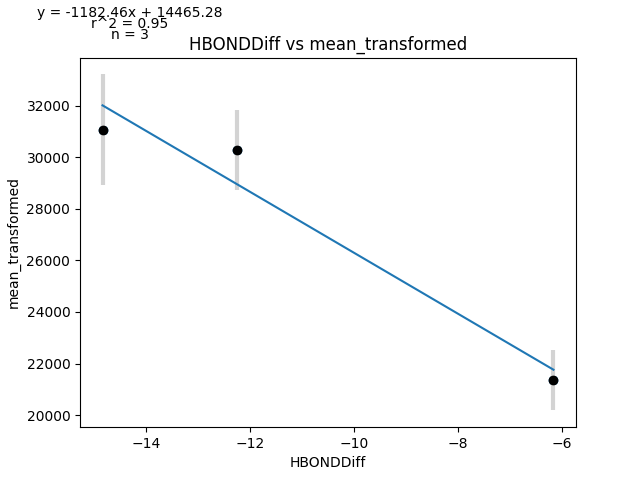 y = -1182.46x + 14465.28
r^2 = 0.95
n = 3
HBONDDiff vs mean_transformed
mean_transformed
32000
30000
28000
26000
24000
22000
20000
−14
−12
−10
−8
−6
HBONDDiff